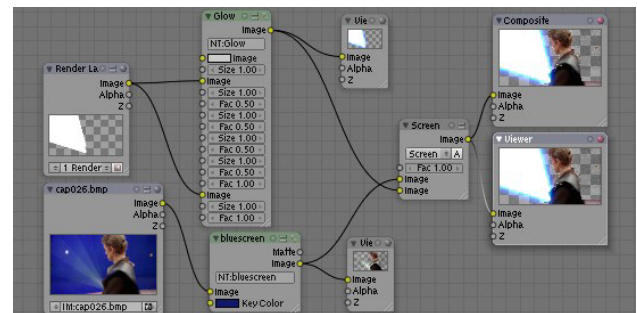 Glow
Image
NT:Glow
Image
Size 1.00
Image
Size 1.00
Fac 0.50
Size 1.00
Fac 0.50
Size 1.00
Fac 0.50
Size 1.00
Fac 0.50
Fac 1.00
Image
Size 1.00
Fac 1.00
Render La
Image
Alpha
Z
1 Render
cap026.bmp
Image
Alpha
Z
IM:cap026.bmp
bluescreen
Matte
Image
NT:bluescreen
Image
Key Color
Vie
Image
Alpha
Z
Vie
Image
Alpha
Z
Screen
Image
Screen A
Fac 1.00
Image
Image
Composite
Image
Alpha
Z
Viewer
Image
Alpha
Z